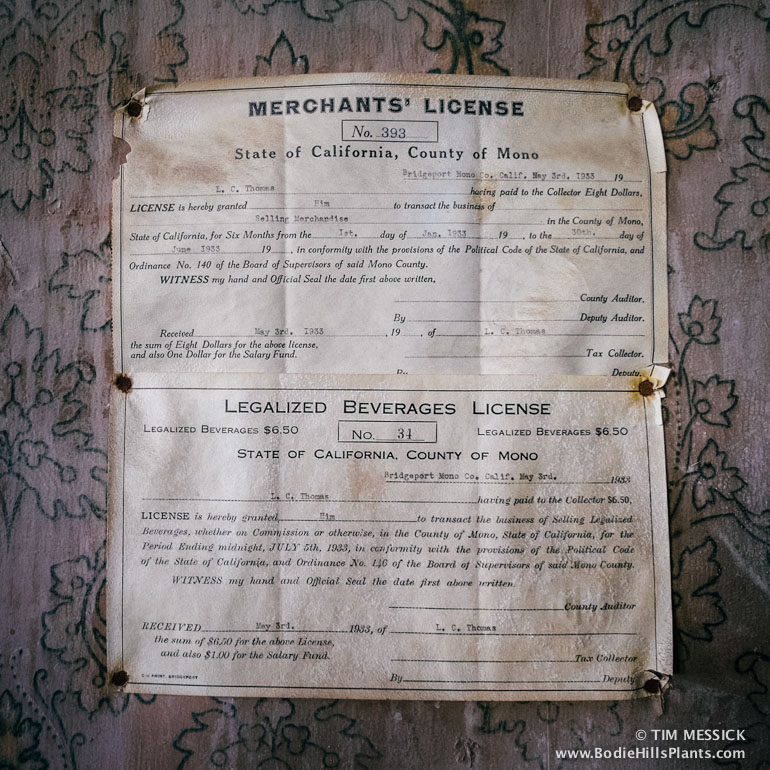 MERCHANTS' LICENSE
No. 393
State of California, County of Mono
Bridgeport Mono Co. Calif. May 3rd. 1933 19
L. C. Thomas having paid to the Collector Eight Dollars,
LICENSE is hereby granted Him to transact the business of
Selling Merchandise in the County of Mono,
State of California, for Six Months from the 1st. day of Jan. 1933 19 , to the 30th. day of
June 1933 19 , in conformity with the provisions of the Political Code of the State of California, and
Ordinance No. 140 of the Board of Supervisors of said Mono County.
WITNESS my hand and Official Seal the date first above written.
County Auditor.
By Deputy Auditor.
Received May 3rd. 1933 , 19 , of L. C. Thomas
the sum of Eight Dollars for the above license,
and also One Dollar for the Salary Fund.
Tax Collector.
Deputy.
LEGALIZED BEVERAGES LICENSE
LEGALIZED BEVERAGES $6.50 No. 34 LEGALIZED BEVERAGES $6.50
STATE OF CALIFORNIA, COUNTY OF MONO
Bridgeport Mono Co. Calif. May 3rd. 1933
L. C. Thomas having paid to the Collector $6.50,
LICENSE is hereby granted Him to transact the business of Selling Legalized
Beverages, whether on Commission or otherwise, in the County of Mono, State of California, for the
Period Ending midnight, JULY 5th, 1933, in conformity with the provisions of the Political Code
of the State of California, and Ordinance No. 146 of the Board of Supervisors of said Mono County.
WITNESS my hand and Official Seal the date first above written.
County Auditor
RECEIVED May 3rd. 1933, of L. C. Thomas
the sum of $6.50 for the above License,
and also $1.00 for the Salary Fund.
Tax Collector
By Deputy
PRINT, BRIDGEPORT
© TIM MESSICK
www.BodieHillsPlants.com